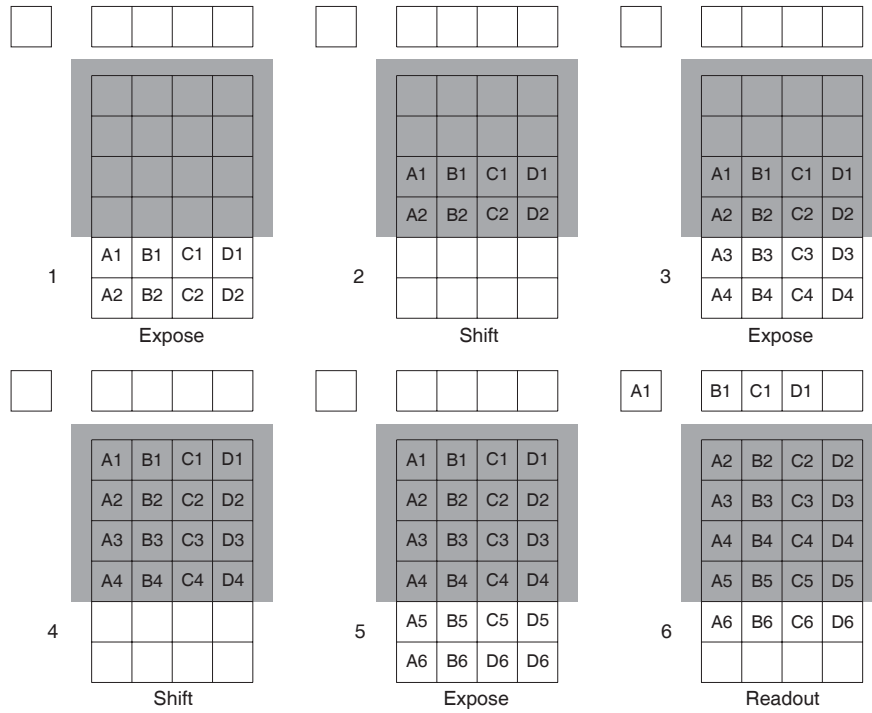 A1 B1 C1 D1
A2 B2 C2 D2
1
Expose
A1 B1 C1 D1
A2 B2 C2 D2
2
Shift
A1 B1 C1 D1
A2 B2 C2 D2
A3 B3 C3 D3
A4 B4 C4 D4
3
Expose
A1 B1 C1 D1
A2 B2 C2 D2
A3 B3 C3 D3
A4 B4 C4 D4
4
Shift
A1 B1 C1 D1
A2 B2 C2 D2
A3 B3 C3 D3
A4 B4 C4 D4
A5 B5 C5 D5
A6 B6 D6 D6
5
Expose
A1 B1 C1 D1
A2 B2 C2 D2
A3 B3 C3 D3
A4 B4 C4 D4
A5 B5 C5 D5
A6 B6 C6 D6
6
Readout